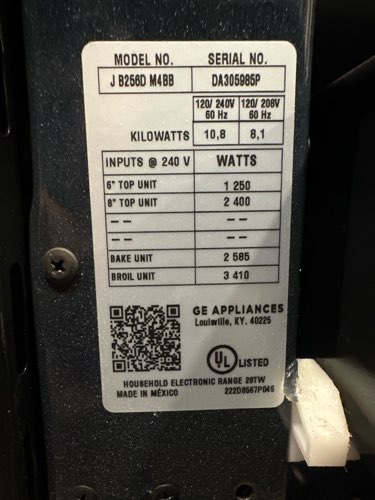 MODEL NO. SERIAL NO.
J B256D M4BB DA305985P
120/ 240V 120/ 208V
60 Hz 60 Hz
KILOWATTS 10,8 8,1
INPUTS @ 240 V WATTS
6" TOP UNIT 1 250
8" TOP UNIT 2 400
-- --
-- --
BAKE UNIT 2 585
BROIL UNIT 3 410
GE APPLIANCES
Louisville, KY. 40225
UL LISTED
HOUSEHOLD ELECTRONIC RANGE 28TW
MADE IN MÉXICO 222D8567P046